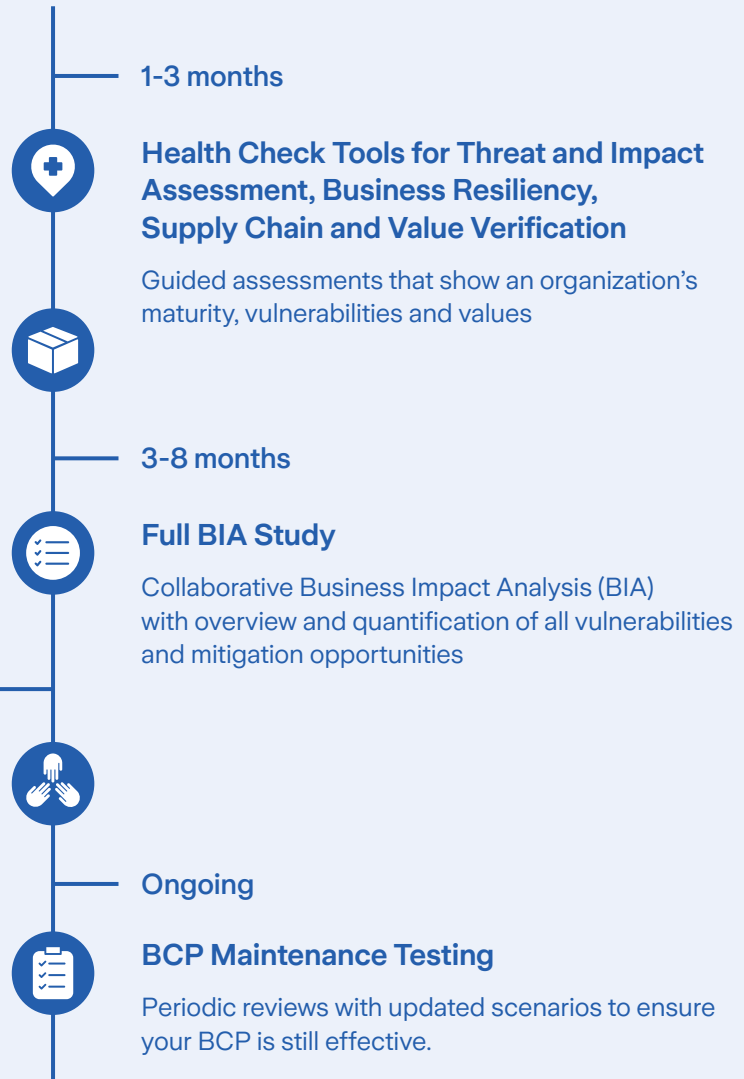 1-3 months
Health Check Tools for Threat and Impact
Assessment, Business Resiliency,
Supply Chain and Value Verification
Guided assessments that show an organization’s
maturity, vulnerabilities and values
3-8 months
Full BIA Study
Collaborative Business Impact Analysis (BIA)
with overview and quantification of all vulnerabilities
and mitigation opportunities
Ongoing
BCP Maintenance Testing
Periodic reviews with updated scenarios to ensure
your BCP is still effective.